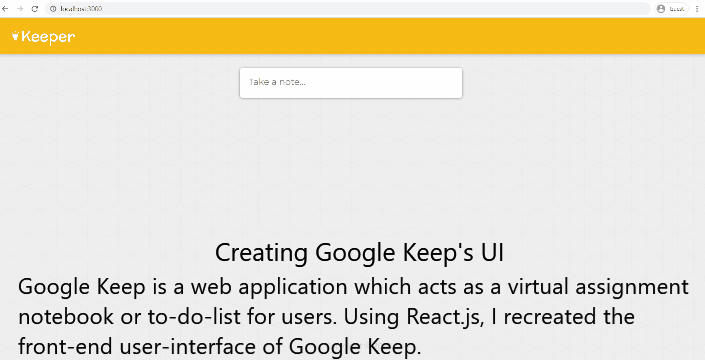 localhost:3000
Guest
Keeper
Take a note...
Creating Google Keep's UI
Google Keep is a web application which acts as a virtual assignment
notebook or to-do-list for users. Using React.js, I recreated the
front-end user-interface of Google Keep.